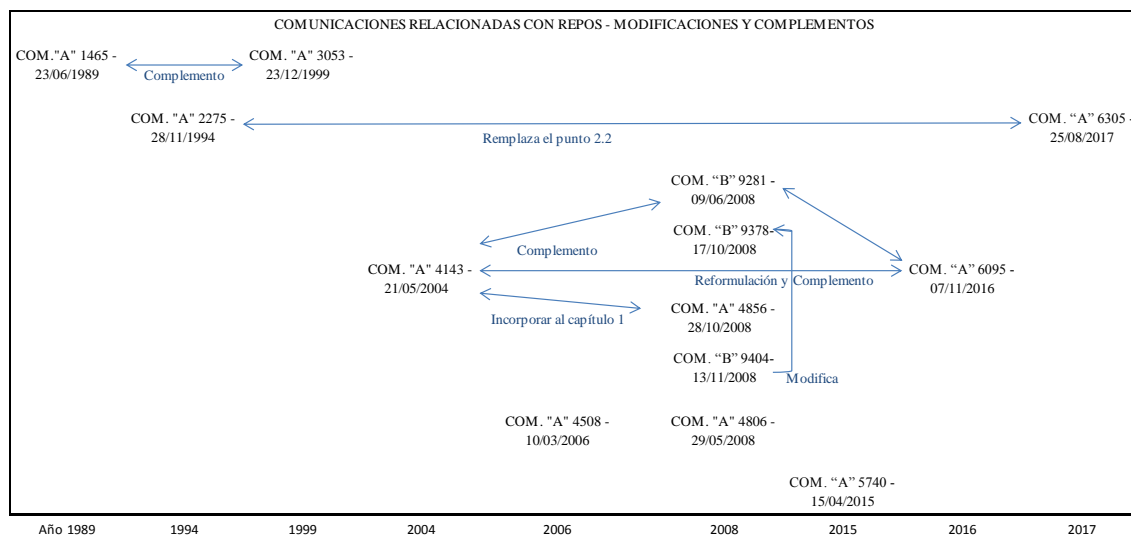 COMUNICACIONES RELACIONADAS CON REPOS - MODIFICACIONES Y COMPLEMENTOS
COM."A" 1465 -
23/06/1989
Complemento
COM. "A" 3053 -
23/12/1999
COM. "A" 2275 -
28/11/1994
Remplaza el punto 2.2
COM. “A” 6305 -
25/08/2017
COM. “B” 9281 -
09/06/2008
Complemento
COM. “B” 9378-
17/10/2008
COM. "A" 4143 -
21/05/2004
Reformulación y Complemento
COM. “A” 6095 -
07/11/2016
Incorporar al capítulo 1
COM. "A" 4856 -
28/10/2008
COM. “B” 9404-
13/11/2008
Modifica
COM. "A" 4508 -
10/03/2006
COM. "A" 4806 -
29/05/2008
COM. “A” 5740 -
15/04/2015
Año 1989 1994 1999 2004 2006 2008 2015 2016 2017